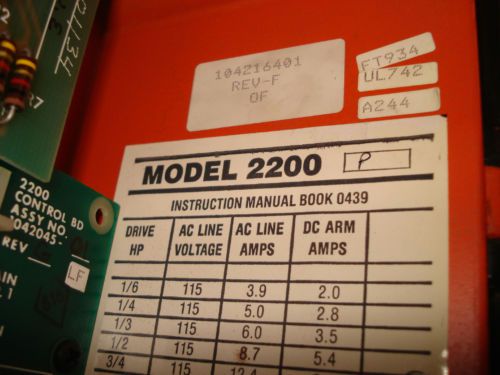 104216401
REV-F
OF
FT934
UL742
A244
MODEL 2200 P
INSTRUCTION MANUAL BOOK 0439
DRIVE HP AC LINE VOLTAGE AC LINE AMPS DC ARM AMPS
1/6 115 3.9 2.0
1/4 115 5.0 2.8
1/3 115 6.0 3.5
1/2 115 8.7 5.4
3/4 115
2200
CONTROL BD
ASSY NO.
042045-
REV
LF